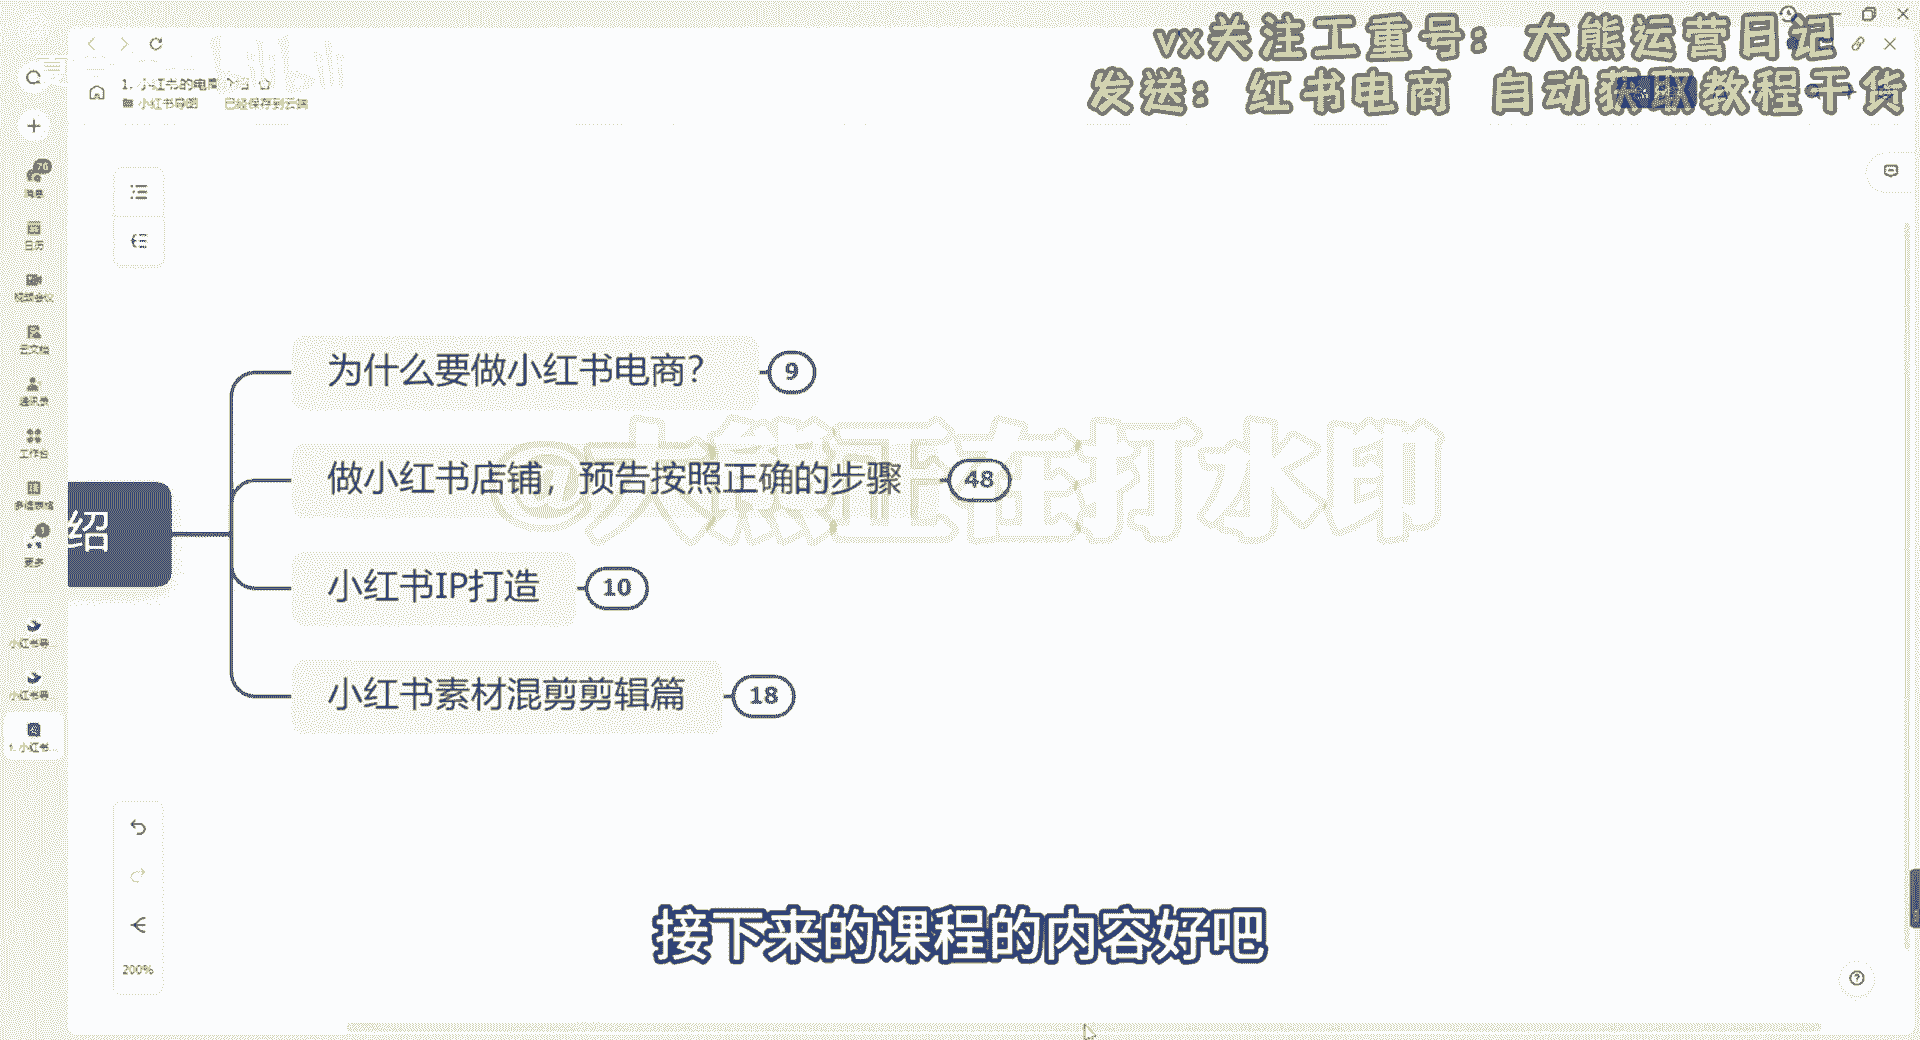 vx关注工重号：大熊运营日记
发送：红书电商 自动获取教程干货
1. 小红书的电商介绍
小红书导图 已经保存到云端
76
消息
日历
视频会议
云文档
通讯录
工作台
多维表格
1
更多
小红书导
小红书导
1. 小红书...
为什么要做小红书电商？ 9
做小红书店铺，预告按照正确的步骤 48
@大熊正在打水印
绍
小红书IP打造 10
小红书素材混剪剪辑篇 18
200%
接下来的课程的内容好吧